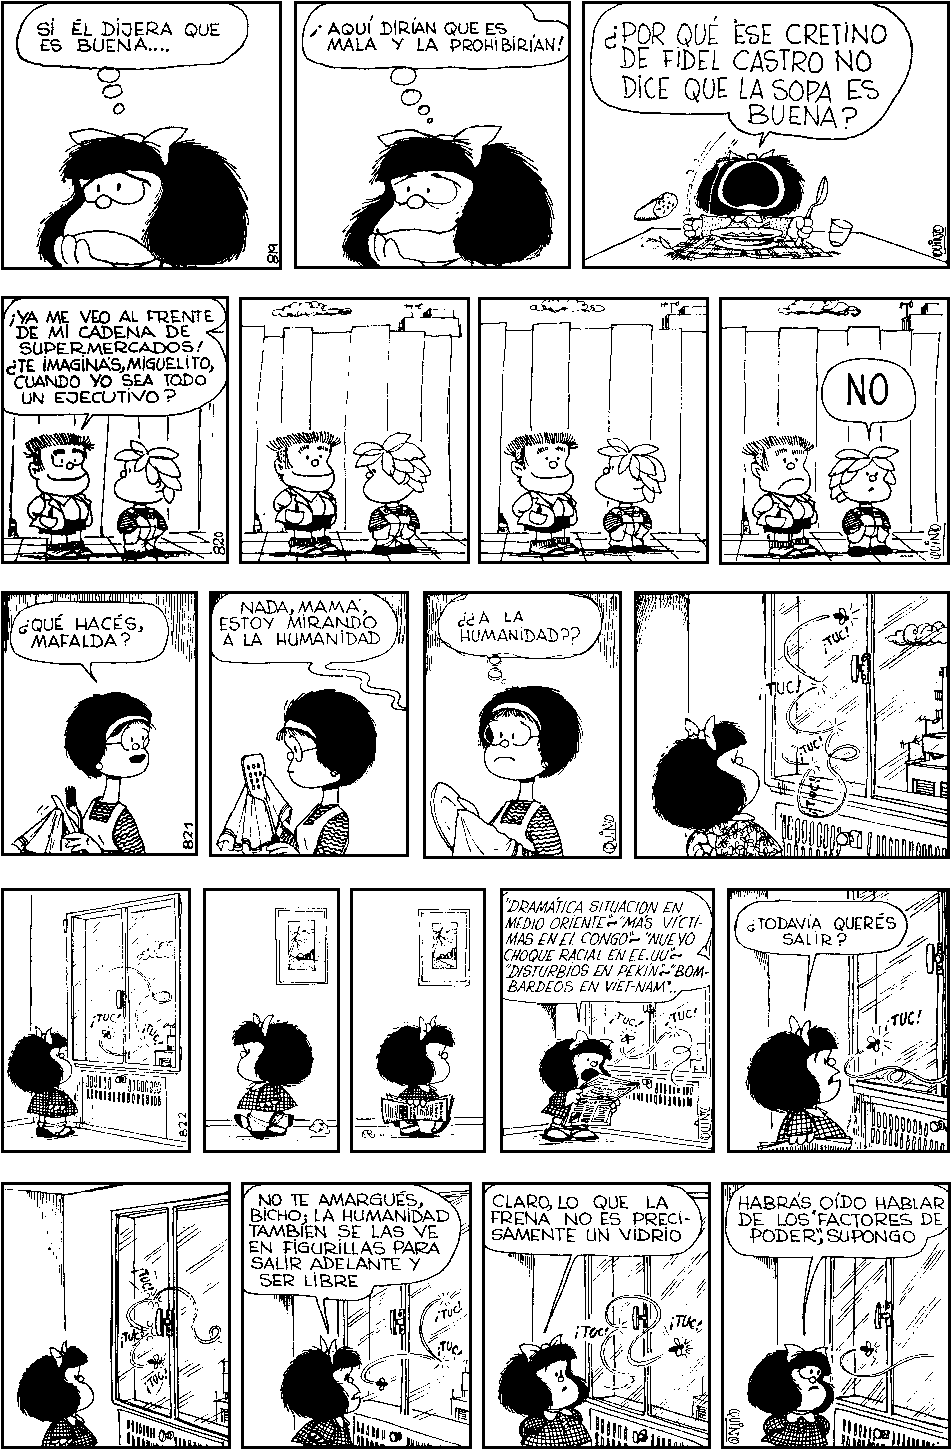 SI ÉL DIJERA QUE
ES BUENA....
¡AQUÍ DIRÍAN QUE ES
MALA Y LA PROHIBIRÍAN!
¿POR QUÉ ESE CRETINO
DE FIDEL CASTRO NO
DICE QUE LA SOPA ES
BUENA?
819
QUINO
¡YA ME VEO AL FRENTE
DE MI CADENA DE
SUPERMERCADOS!
¿TE IMAGINÁS, MIGUELITO,
CUANDO YO SEA TODO
UN EJECUTIVO?
820
NO
QUINO
¿QUÉ HACÉS,
MAFALDA?
821
NADA, MAMÁ,
ESTOY MIRANDO
A LA HUMANIDAD
¿¿A LA
HUMANIDAD??
QUINO
¡TUC!
¡TUC!
¡TUC!
¡TUC!
¡TUC!
¡TUC!
822
"DRAMÁTICA SITUACIÓN EN
MEDIO ORIENTE"~"MÁS VÍCTI-
MAS EN EL CONGO"~ "NUEVO
CHOQUE RACIAL EN EE.UU"~
"DISTURBIOS EN PEKIN"~"BOM-
BARDEOS EN VIET-NAM"..
¡TUC!
¡TUC!
QUINO
¿TODAVÍA QUERÉS
SALIR?
¡TUC!
¡TUC!
¡TUC!
¡TUC!
NO TE AMARGUÉS,
BICHO; LA HUMANIDAD
TAMBIÉN SE LAS VE
EN FIGURILLAS PARA
SALIR ADELANTE Y
SER LIBRE
¡TUC!
¡TUC!
CLARO, LO QUE LA
FRENA NO ES PRECI-
SAMENTE UN VIDRIO
¡TUC!
¡TUC!
HABRÁS OÍDO HABLAR
DE LOS "FACTORES DE
PODER", SUPONGO
QUINO